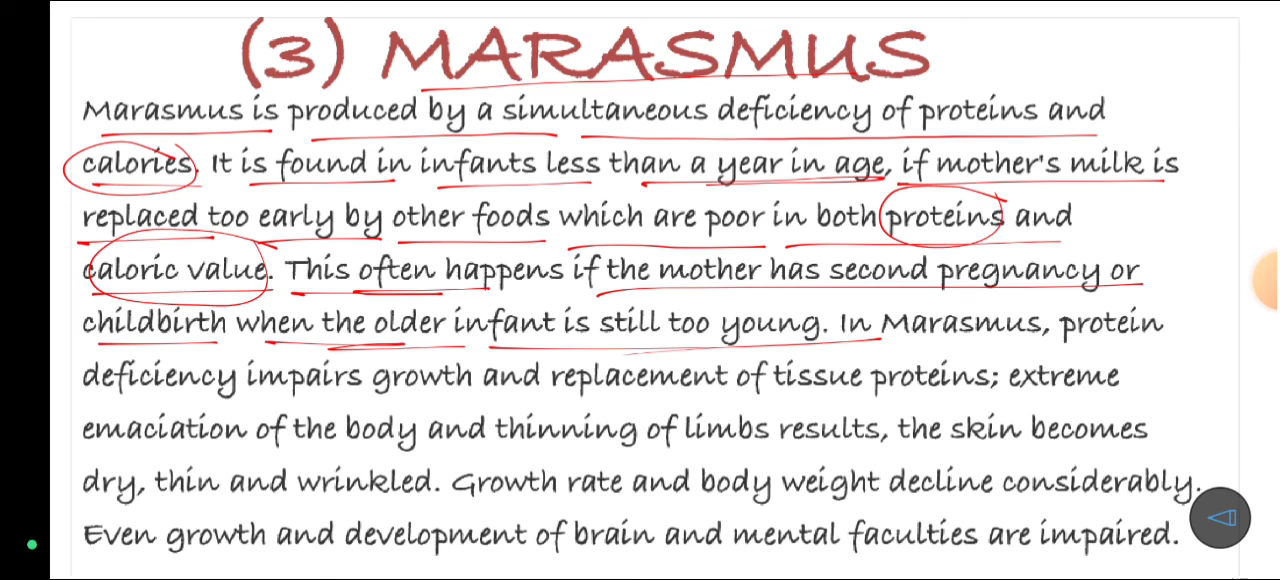 (3) MARASMUS
Marasmus is produced by a simultaneous deficiency of proteins and
calories. It is found in infants less than a year in age, if mother's milk is
replaced too early by other foods which are poor in both proteins and
caloric value. This often happens if the mother has second pregnancy or
childbirth when the older infant is still too young. In Marasmus, protein
deficiency impairs growth and replacement of tissue proteins; extreme
emaciation of the body and thinning of limbs results, the skin becomes
dry, thin and wrinkled. Growth rate and body weight decline considerably.
Even growth and development of brain and mental faculties are impaired.